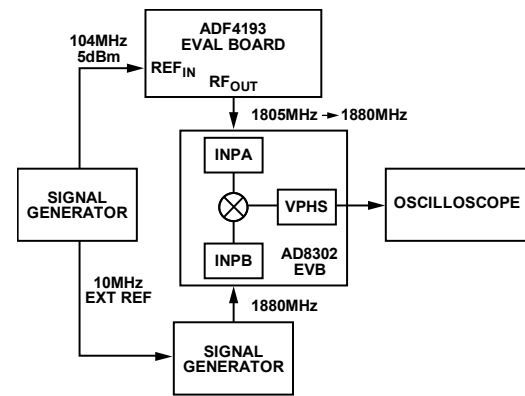 ADF4193
EVAL BOARD
104MHz
5dBm
REFIN
RFOUT
1805MHz → 1880MHz
INPA
SIGNAL
GENERATOR
VPHS
OSCILLOSCOPE
INPB
AD8302
EVB
10MHz
EXT REF
1880MHz
SIGNAL
GENERATOR